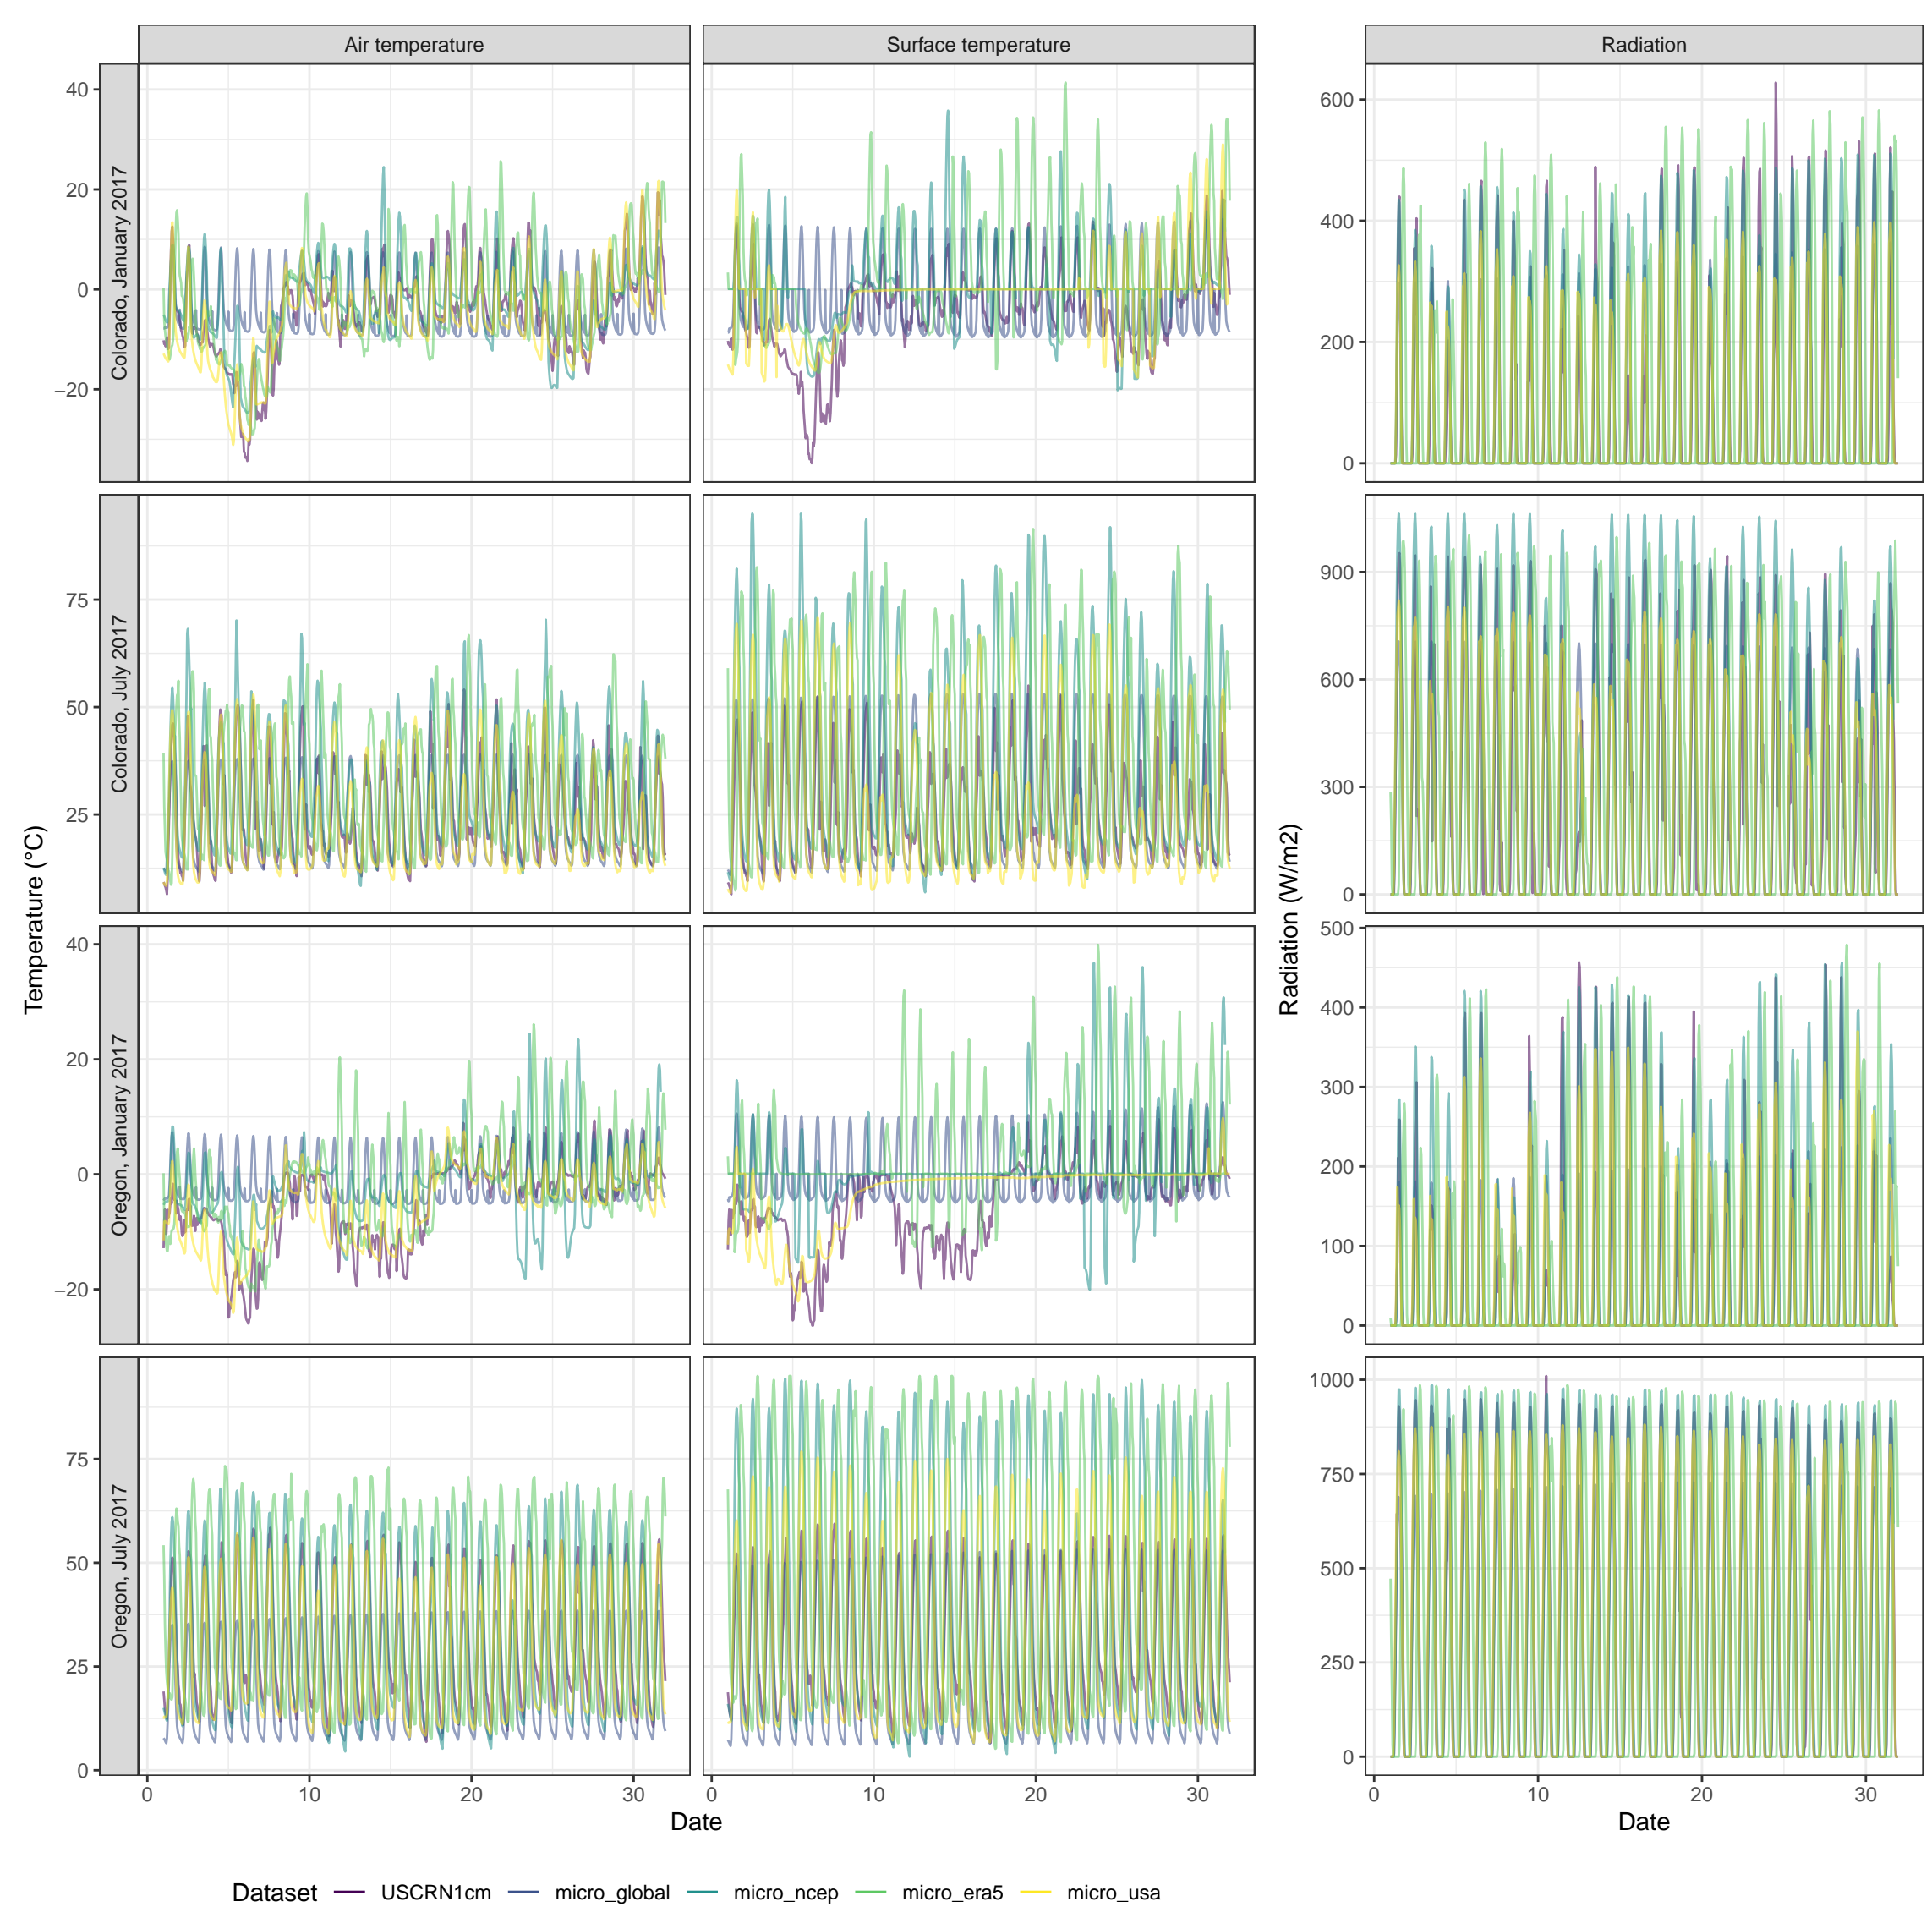 Air temperature
Surface temperature
Radiation
Temperature (°C)
Colorado, January 2017
40
20
0
−20
Radiation (W/m2)
600
400
200
0
Colorado, July 2017
75
50
25
900
600
300
0
Oregon, January 2017
40
20
0
−20
500
400
300
200
100
0
Oregon, July 2017
75
50
25
0
1000
750
500
250
0
0 10 20 30
0 10 20 30
0 10 20 30
Date
Date
Dataset USCRN1cm micro_global micro_ncep micro_era5 micro_usa